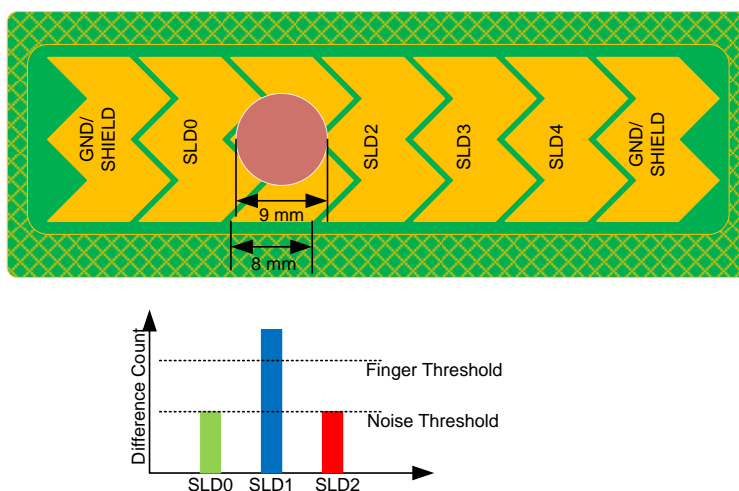 GND/
SHIELD
SLD0
SLD2
SLD3
SLD4
GND/
SHIELD
9 mm
8 mm
Difference Count
Finger Threshold
Noise Threshold
SLD0
SLD1
SLD2